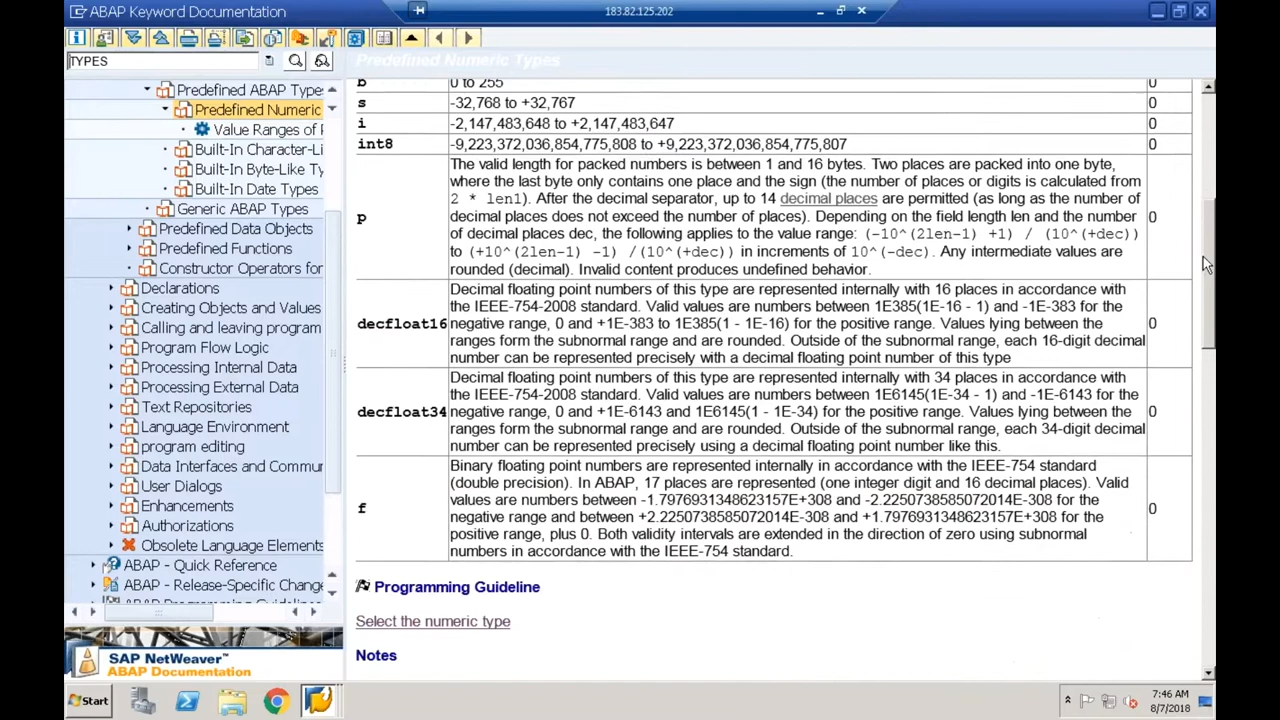 ABAP Keyword Documentation
183.82.125.202
TYPES
Predefined Numeric Types
Predefined ABAP Type
Predefined Numeric
Value Ranges of
Built-In Character-Li
Built-In Byte-Like Ty
Built-In Date Types
Generic ABAP Types
Predefined Data Objects
Predefined Functions
Constructor Operators for
Declarations
Creating Objects and Values
Calling and leaving program
Program Flow Logic
Processing Internal Data
Processing External Data
Text Repositories
Language Environment
program editing
Data Interfaces and Commu
User Dialogs
Enhancements
Authorizations
Obsolete Language Elements
ABAP - Quick Reference
ABAP - Release-Specific Change
ABAP Programming Guideline
SAP NetWeaver
ABAP Documentation
b 0 to 255 0
s -32,768 to +32,767 0
i -2,147,483,648 to +2,147,483,647 0
int8 -9,223,372,036,854,775,808 to +9,223,372,036,854,775,807 0
The valid length for packed numbers is between 1 and 16 bytes. Two places are packed into one byte,
where the last byte only contains one place and the sign (the number of places or digits is calculated from
2 * len1). After the decimal separator, up to 14 decimal places are permitted (as long as the number of
p decimal places does not exceed the number of places). Depending on the field length len and the number 0
of decimal places dec, the following applies to the value range: (-10^(2len-1) +1) / (10^(+dec))
to (+10^(2len-1) -1) /(10^(+dec)) in increments of 10^(-dec). Any intermediate values are
rounded (decimal). Invalid content produces undefined behavior.
Decimal floating point numbers of this type are represented internally with 16 places in accordance with
the IEEE-754-2008 standard. Valid values are numbers between 1E385(1E-16 - 1) and -1E-383 for the
decfloat16 negative range, 0 and +1E-383 to 1E385(1 - 1E-16) for the positive range. Values lying between the 0
ranges form the subnormal range and are rounded. Outside of the subnormal range, each 16-digit decimal
number can be represented precisely with a decimal floating point number of this type
Decimal floating point numbers of this type are represented internally with 34 places in accordance with
the IEEE-754-2008 standard. Valid values are numbers between 1E6145(1E-34 - 1) and -1E-6143 for the
decfloat34 negative range, 0 and +1E-6143 and 1E6145(1 - 1E-34) for the positive range. Values lying between the 0
ranges form the subnormal range and are rounded. Outside of the subnormal range, each 34-digit decimal
number can be represented precisely using a decimal floating point number like this.
Binary floating point numbers are represented internally in accordance with the IEEE-754 standard
(double precision). In ABAP, 17 places are represented (one integer digit and 16 decimal places). Valid
values are numbers between -1.7976931348623157E+308 and -2.2250738585072014E-308 for the
f negative range and between +2.2250738585072014E-308 and +1.7976931348623157E+308 for the 0
positive range, plus 0. Both validity intervals are extended in the direction of zero using subnormal
numbers in accordance with the IEEE-754 standard.
Programming Guideline
Select the numeric type
Notes
Start
7:46 AM
8/7/2018